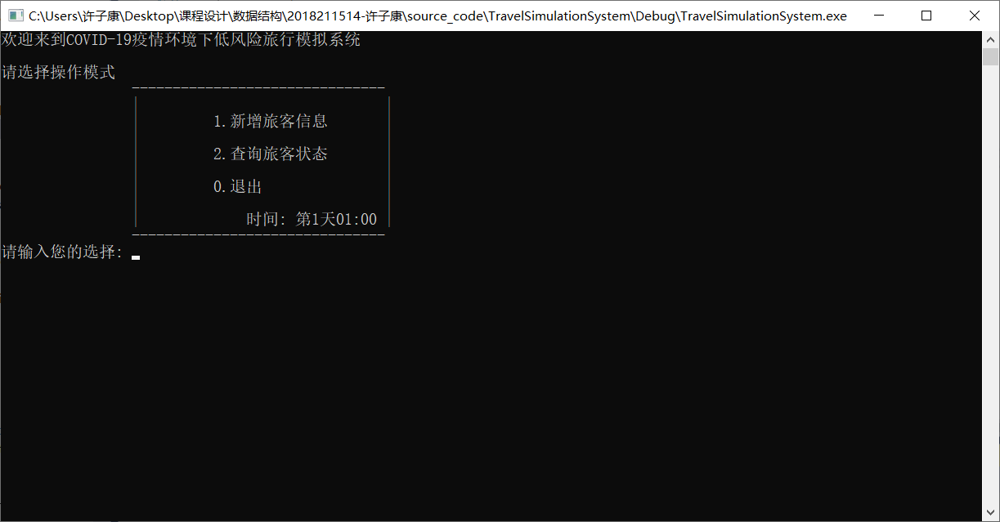 C:\Users\许子康\Desktop\课程设计\数据结构\2018211514-许子康\source_code\TravelSimulationSystem\Debug\TravelSimulationSystem.exe
欢迎来到COVID-19疫情环境下低风险旅行模拟系统
请选择操作模式
1.新增旅客信息
2.查询旅客状态
0.退出
时间: 第1天01:00
请输入您的选择: